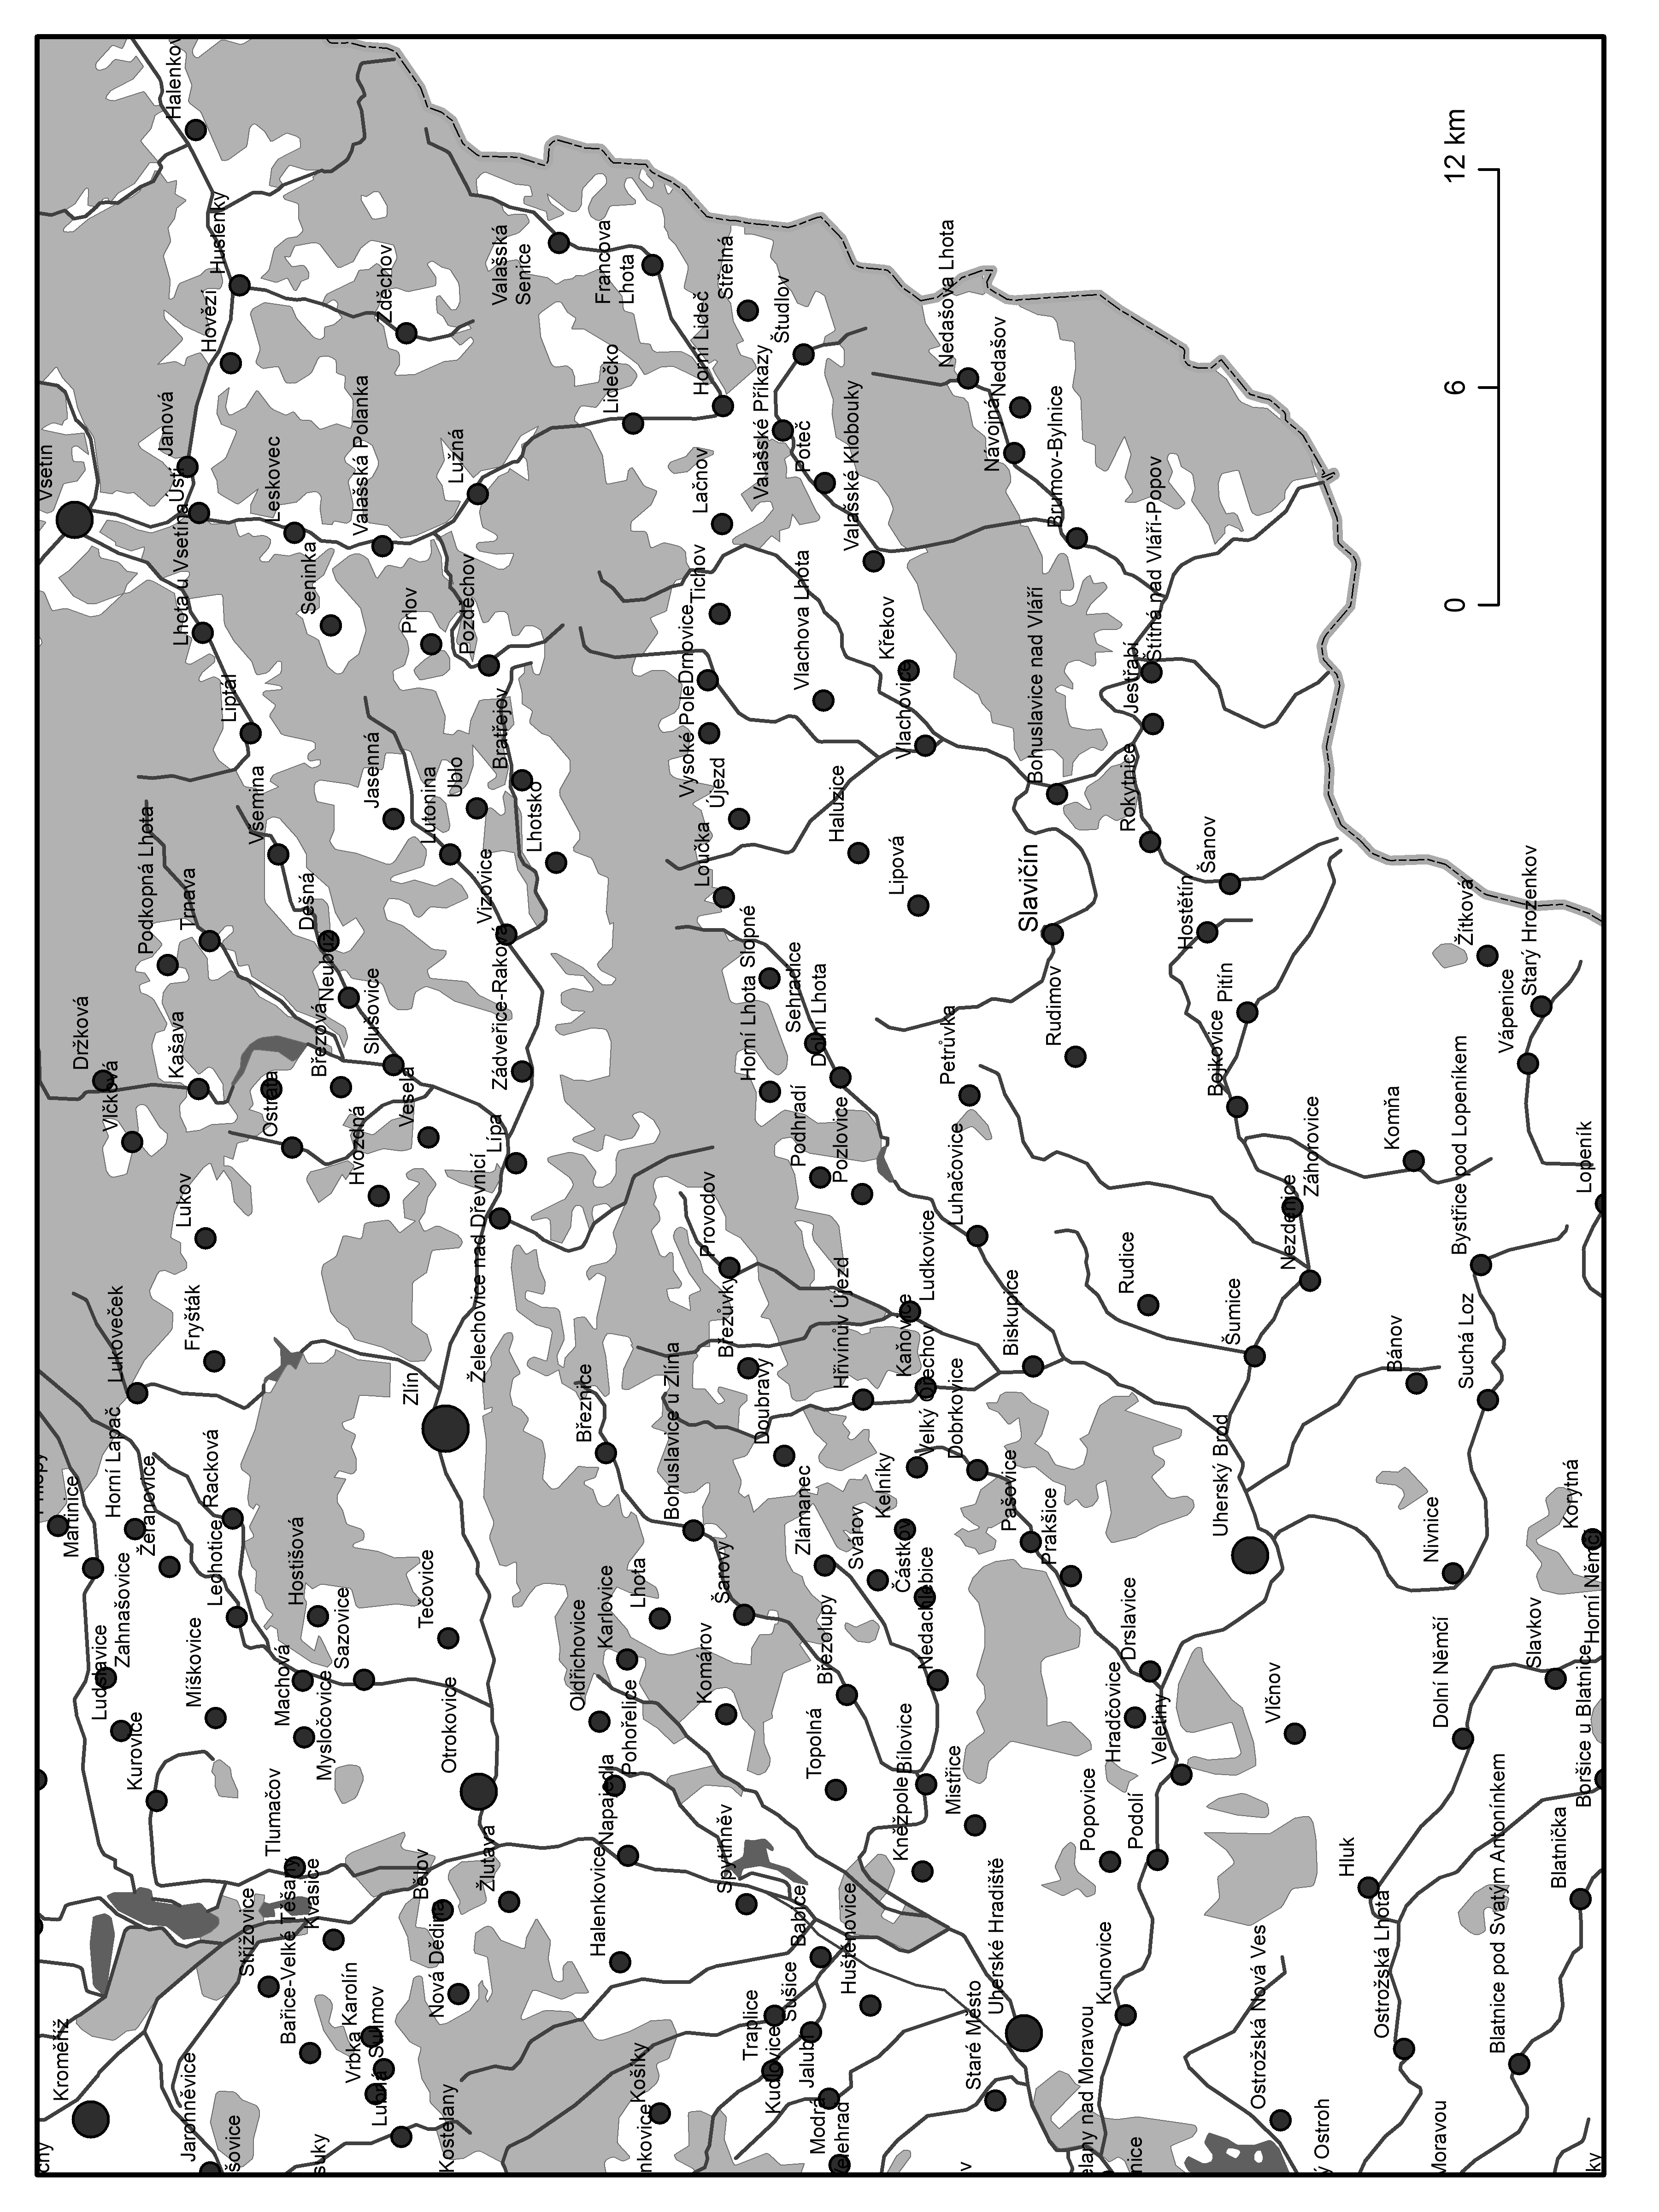 Halenkov
Huslenky
Hovězí
Janová
Ústí
Vsetín
Lhota u Vsetína
Leskovec
Valašská Polanka
Seninka
Zděchov
Lužná
Prlov
Pozděchov
Valašská
Senice
Francova
Lhota
Lidečko
Horní Lideč
Střelná
Študlov
Valašské Příkazy
Poteč
Valašské Klobouky
Lačnov
Tichov
Drnovice
Vysoké Pole
Újezd
Loučka
Vlachova Lhota
Křekov
Vlachovice
Haluzice
Lipová
Nedašova Lhota
Nedašov
Návojná
Brumov-Bylnice
Štítná nad Vláří-Popov
Jestřabí
Bohuslavice nad Vláří
Rokytnice
Slavičín
Šanov
Hostětín
Pitín
Bojkovice
Rudimov
Petrůvka
Žítková
Starý Hrozenkov
Vápenice
Lopeník
Komňa
Záhorovice
Bystřice pod Lopeníkem
Nezdenice
Šumice
Rudice
Bánov
Suchá Loz
Korytná
Nivnice
Horní Němčí
Slavkov
Dolní Němčí
Boršice u Blatnice
Blatnička
Blatnice pod Svatým Antonínkem
Hluk
Ostrožská Lhota
Ostrožská Nová Ves
Ostroh
Moravou
Vlčnov
Uherský Brod
Liptál
Všemina
Jasenná
Lutonina
Ublo
Bratřejov
Lhotsko
Vizovice
Zádveřice-Raková
Podkopná Lhota
Trnava
Dešná
Neubuz
Březová
Slušovice
Veselá
Hvozdná
Ostrata
Kašava
Držková
Vlčková
Lukov
Lukoveček
Fryšták
Lípa
Želechovice nad Dřevnicí
Zlín
Slopné
Horní Lhota
Sehradice
Dolní Lhota
Podhradí
Pozlovice
Luhačovice
Ludkovice
Biskupice
Provodov
Březůvky
Hřivínův Újezd
Kaňovice
Velký Ořechov
Dobrkovice
Doubravy
Březnice
Bohuslavice u Zlína
Zlámanec
Svárov
Kelníky
Částkov
Nedachlebice
Pašovice
Prakšice
Drslavice
Hradčovice
Veletiny
Podolí
Popovice
Šarovy
Lhota
Karlovice
Oldřichovice
Komárov
Březolupy
Topolná
Bílovice
Kněžpole
Mistřice
Pohořelice
Napajedla
Halenkovice
Spytihněv
Babice
Huštěnovice
Sušice
Traplice
Kudlovice
Jalubí
Modrá
Staré Město
Uherské Hradiště
Kunovice
Košíky
Kostelany
Horní Lapač
Martinice
Žeranovice
Racková
Lechotice
Hostišová
Sazovice
Tečovice
Machová
Mysločovice
Míškovice
Zahnašovice
Ludslavice
Kurovice
Otrokovice
Tlumačov
Žlutava
Bělov
Nová Dědina
Kvasice
Střížovice
Bařice-Velké Těšany
Karolín
Vrbka
Sulimov
Lubná
Kroměříž
Jarohněvice
0
6
12 km